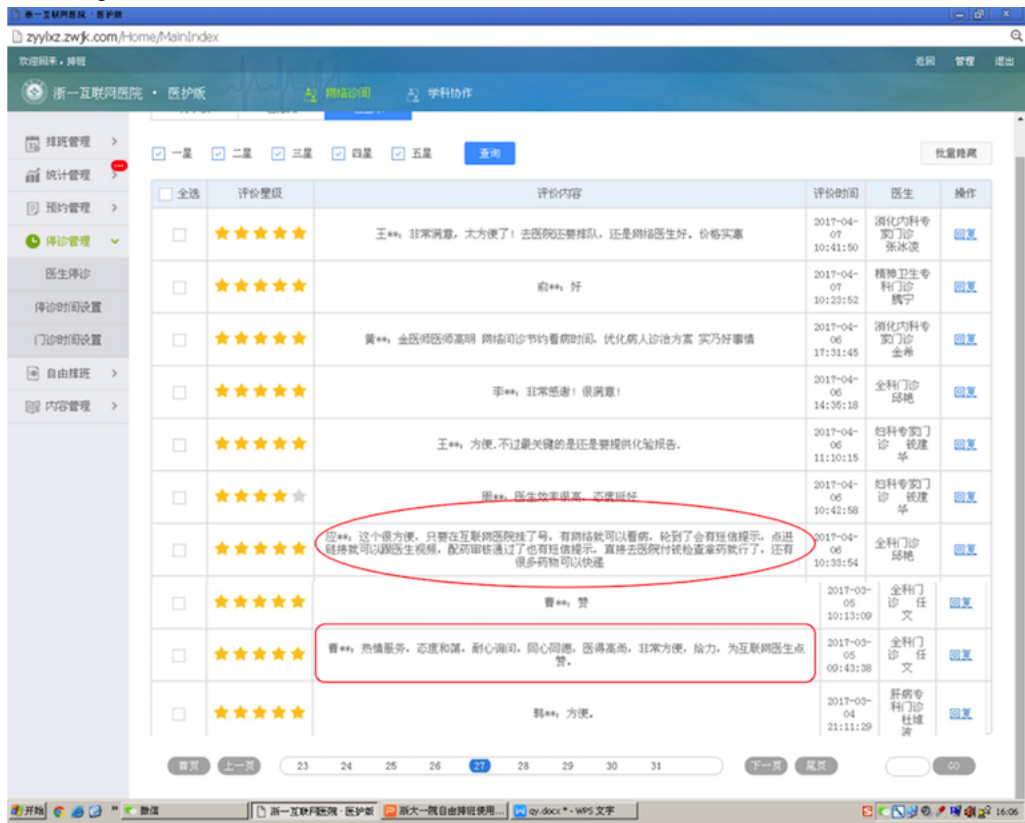 浙一互联网医院 · 医护版
zyylxz.zwjk.com/Home/MainIndex
欢迎回来，排班
返回 管理 退出
浙一互联网医院 · 医护版
网络诊间
学科协作
排班管理
统计管理
预约管理
停诊管理
医生停诊
停诊时间设置
门诊时间设置
自由排班
内容管理
一星 二星 三星 四星 五星 查询
批量隐藏
全选 评价星级 评价内容 评价时间 医生 操作
王**：非常满意，太方便了！去医院还要排队，还是网络医生好。价格实惠
2017-04-
07
10:41:50
消化内科专
家门诊
张冰凌
回复
俞**：好
2017-04-
07
10:23:52
精神卫生专
科门诊
魏宁
回复
黄**：金医师医师高明 网络问诊节约看病时间，优化病人诊治方案 实乃好事情
2017-04-
06
17:31:45
消化内科专
家门诊
金希
回复
李**：非常感谢！很满意！
2017-04-
06
14:35:18
全科门诊
邱艳
回复
王**：方便.不过最关键的是还是要提供化验报告.
2017-04-
06
11:10:15
妇科专家门
诊 祝建
华
回复
周**：医生效率很高，态度挺好
2017-04-
06
10:42:58
妇科专家门
诊 祝建
华
回复
应**：这个很方便，只要在互联网医院挂了号，有网络就可以看病，轮到了会有短信提示，点进
链接就可以跟医生视频，配药审核通过了也有短信提示，直接去医院付钱检查拿药就行了，还有
很多药物可以快递
2017-04-
06
10:33:54
全科门诊
邱艳
回复
曹**：赞
2017-03-
05
10:13:09
全科门
诊 任
文
回复
曹**：热情服务，态度和蔼，耐心询问，同心同德，医得高尚，非常方便，给力，为互联网医生点
赞。
2017-03-
05
09:43:38
全科门
诊 任
文
回复
韩**：方便。
2017-03-
04
21:11:29
肝病专
科门诊
杜维
波
回复
首页 上一页 23 24 25 26 27 28 29 30 31 下一页 尾页 GO
开始 微信 浙一互联网医院 · 医护版 浙大一院自由排班使用... qy.docx * - WPS 文字 16:06